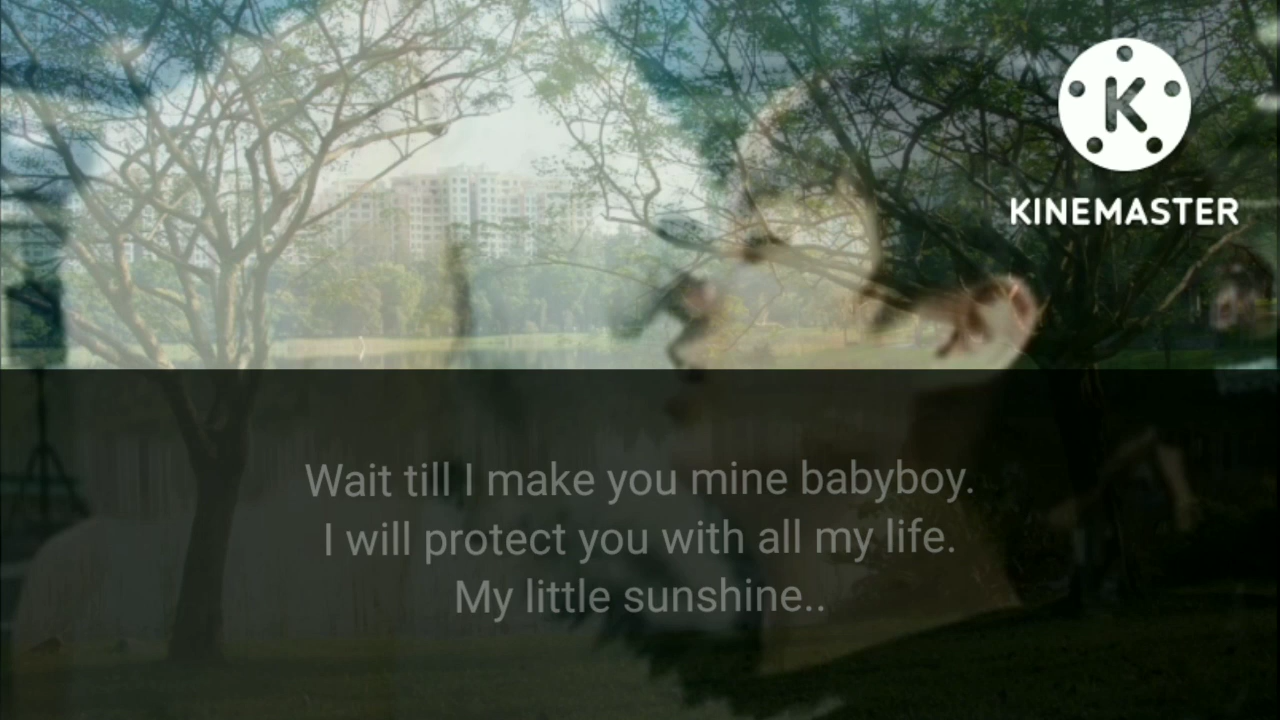 K
KINEMASTER
Wait till I make you mine babyboy.
I will protect you with all my life.
My little sunshine..